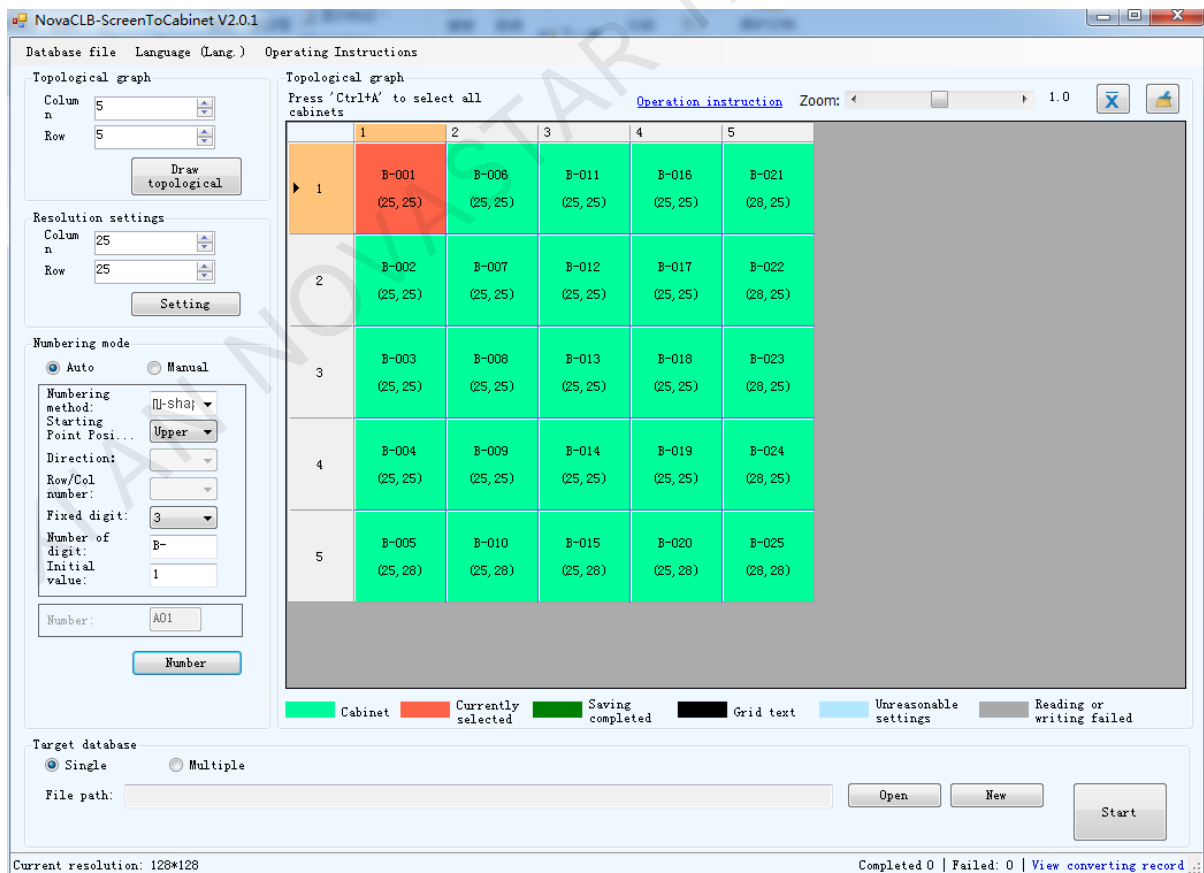 NovaCLB-ScreenToCabinet V2.0.1
Database file Language (Lang.) Operating Instructions
Topological graph
Colum
n
5
Row 5
Draw
topological
Resolution settings
Colum
n
25
Row 25
Setting
Numbering mode
Auto Manual
Numbering
method:
Starting
Point Posi... Upper
Direction:
Row/Col
number:
Fixed digit: 3
Number of
digit: B-
Initial
value: 1
Number: A01
Number
Topological graph
Press 'Ctrl+A' to select all
cabinets
Operation instruction Zoom: 1.0
1 2 3 4 5
1 B-001 B-006 B-011 B-016 B-021
(25, 25) (25, 25) (25, 25) (25, 25) (28, 25)
2 B-002 B-007 B-012 B-017 B-022
(25, 25) (25, 25) (25, 25) (25, 25) (28, 25)
3 B-003 B-008 B-013 B-018 B-023
(25, 25) (25, 25) (25, 25) (25, 25) (28, 25)
4 B-004 B-009 B-014 B-019 B-024
(25, 25) (25, 25) (25, 25) (25, 25) (28, 25)
5 B-005 B-010 B-015 B-020 B-025
(25, 28) (25, 28) (25, 28) (25, 28) (28, 28)
Cabinet
Currently
selected
Saving
completed
Grid text
Unreasonable
settings
Reading or
writing failed
Target database
Single Multiple
File path: Open New
Start
Current resolution: 128*128 Completed 0 | Failed: 0 | View converting record
NOVASTAR